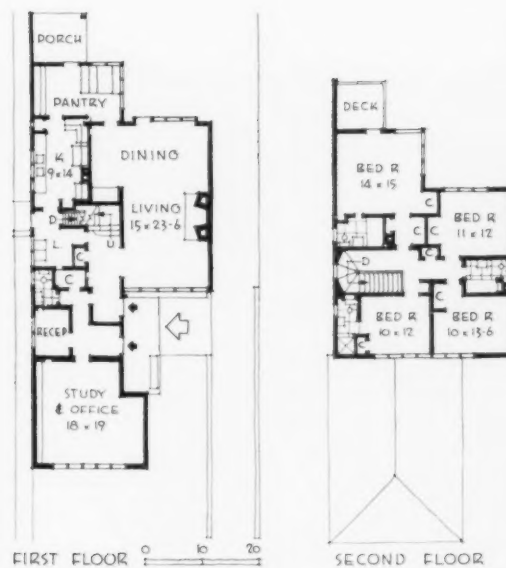 PORCH
PANTRY
K
9 x 14
DINING
LIVING
15 x 23-6
D
L
U
C
C
RECEP
STUDY
& OFFICE
18 x 19
FIRST FLOOR
0 10 20
DECK
BED R
14 x 15
C
C
BED R
11 x 12
C
D
C
BED R
10 x 12
C
BED R
10 x 13-6
SECOND FLOOR